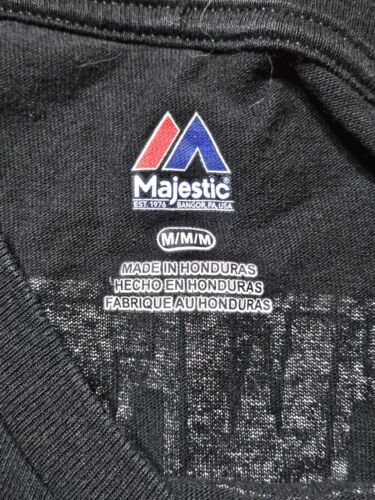 Majestic®
EST. 1976 BANGOR, PA, USA
M/M/M
MADE IN HONDURAS
HECHO EN HONDURAS
FABRIQUE AU HONDURAS